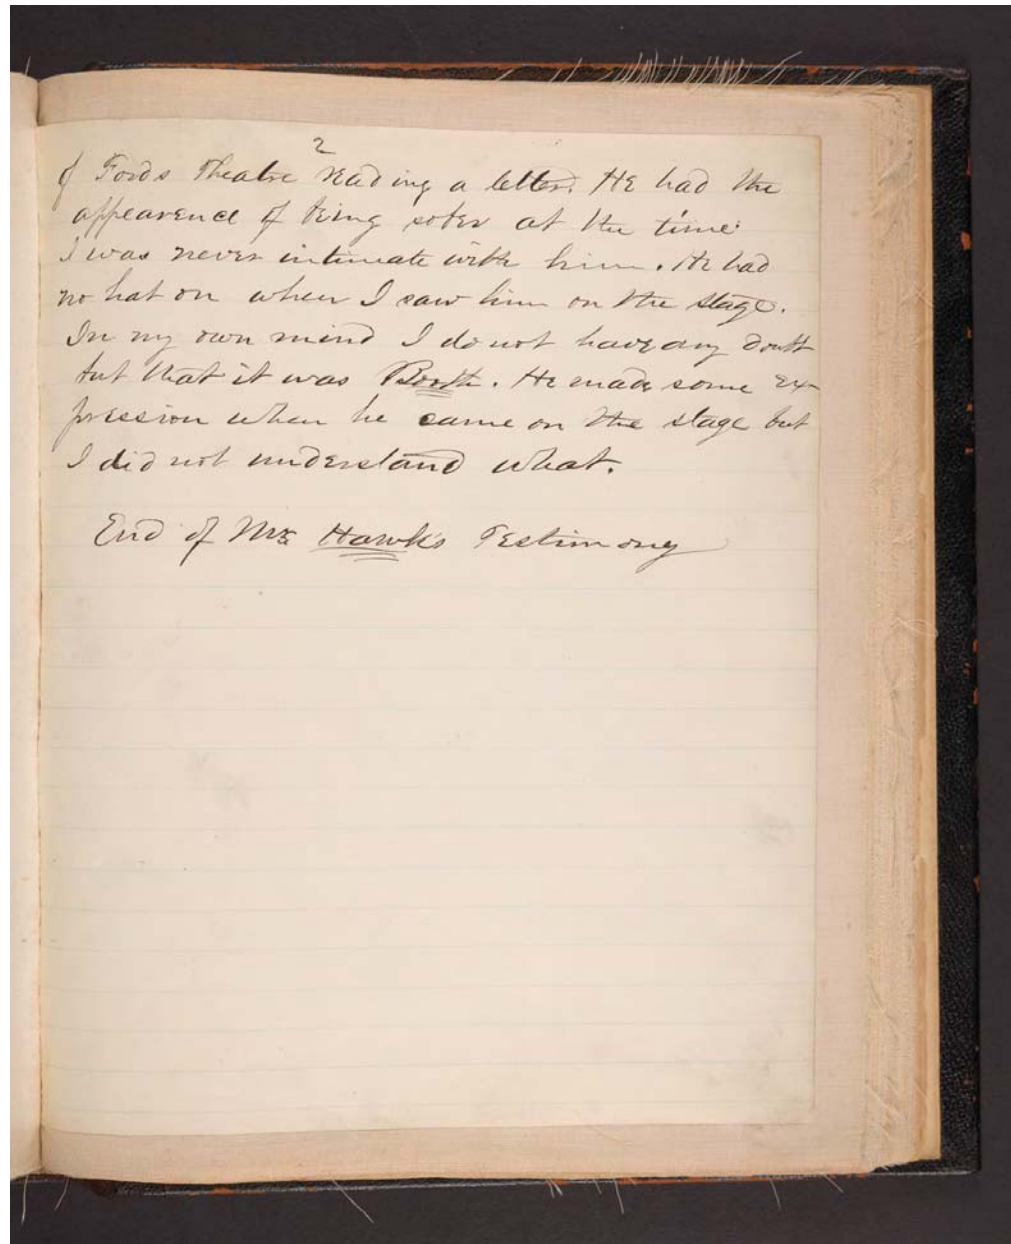 2
of Fords Theatre reading a letter. He had the
appearence of being sober at the time
I was never intimate with him. He had
no hat on when I saw him on the stage.
In my own mind I do not have any doubt
but that it was Booth. He made some ex-
pression when he came on the stage but
I did not understand what.
End of Mr. Hawk's Testimony